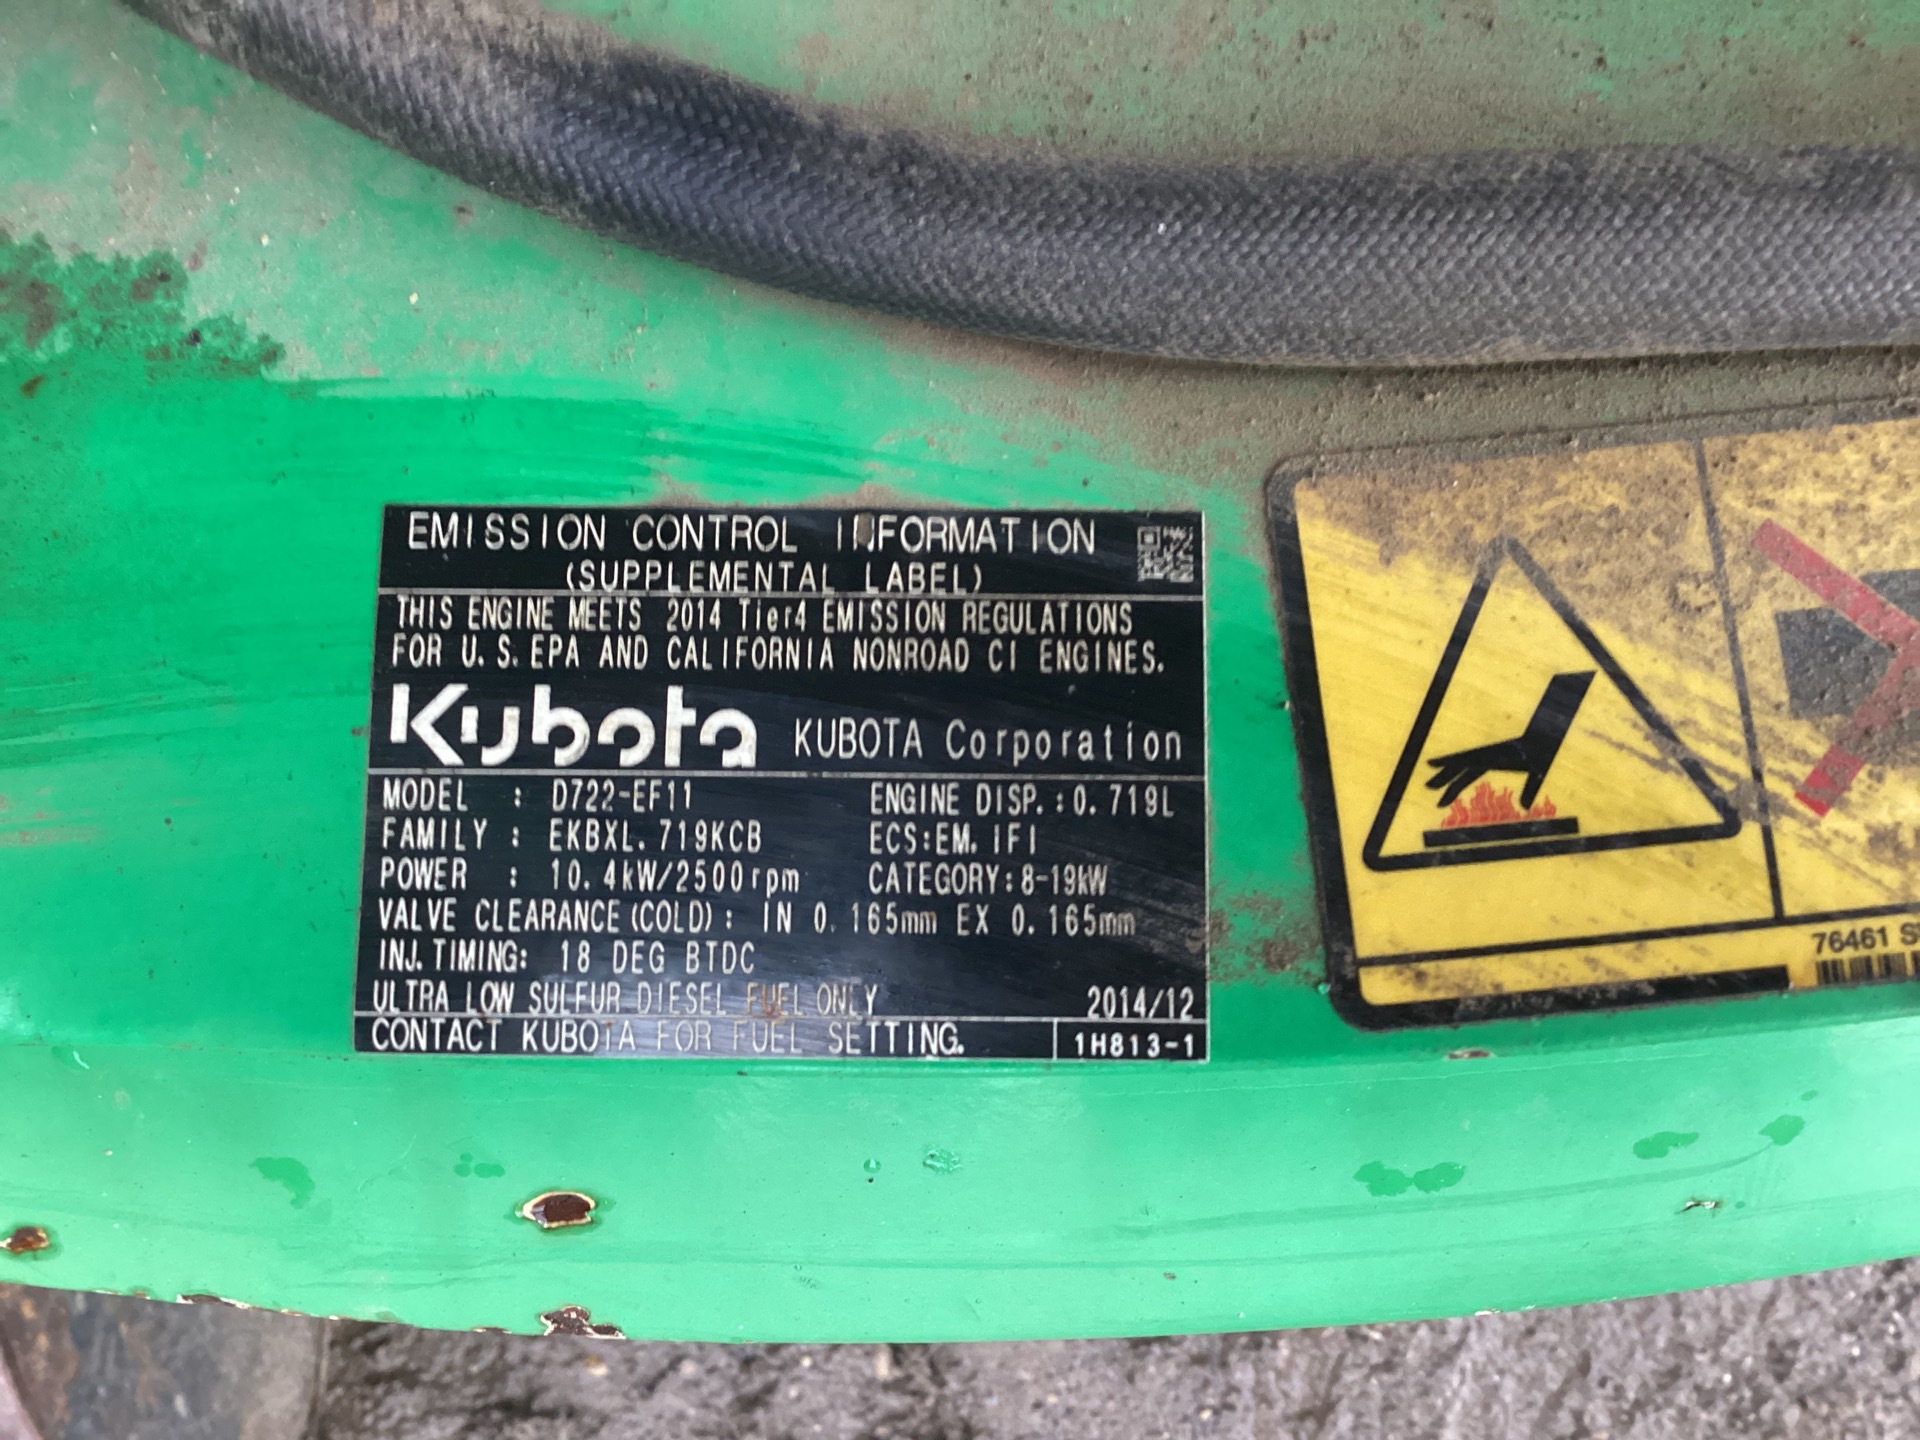 EMISSION CONTROL INFORMATION
(SUPPLEMENTAL LABEL)
THIS ENGINE MEETS 2014 Tier4 EMISSION REGULATIONS
FOR U.S. EPA AND CALIFORNIA NONROAD CI ENGINES.
Kubota KUBOTA Corporation
MODEL : D722-EF11 ENGINE DISP.:0.719L
FAMILY : EKBXL.719KCB ECS:EM, IFI
POWER : 10.4kW/2500rpm CATEGORY:8-19kW
VALVE CLEARANCE(COLD): IN 0.165mm EX 0.165mm
INJ.TIMING: 18 DEG BTDC
ULTRA LOW SULFUR DIESEL FUEL ONLY 2014/12
CONTACT KUBOTA FOR FUEL SETTING. 1H813-1
76461